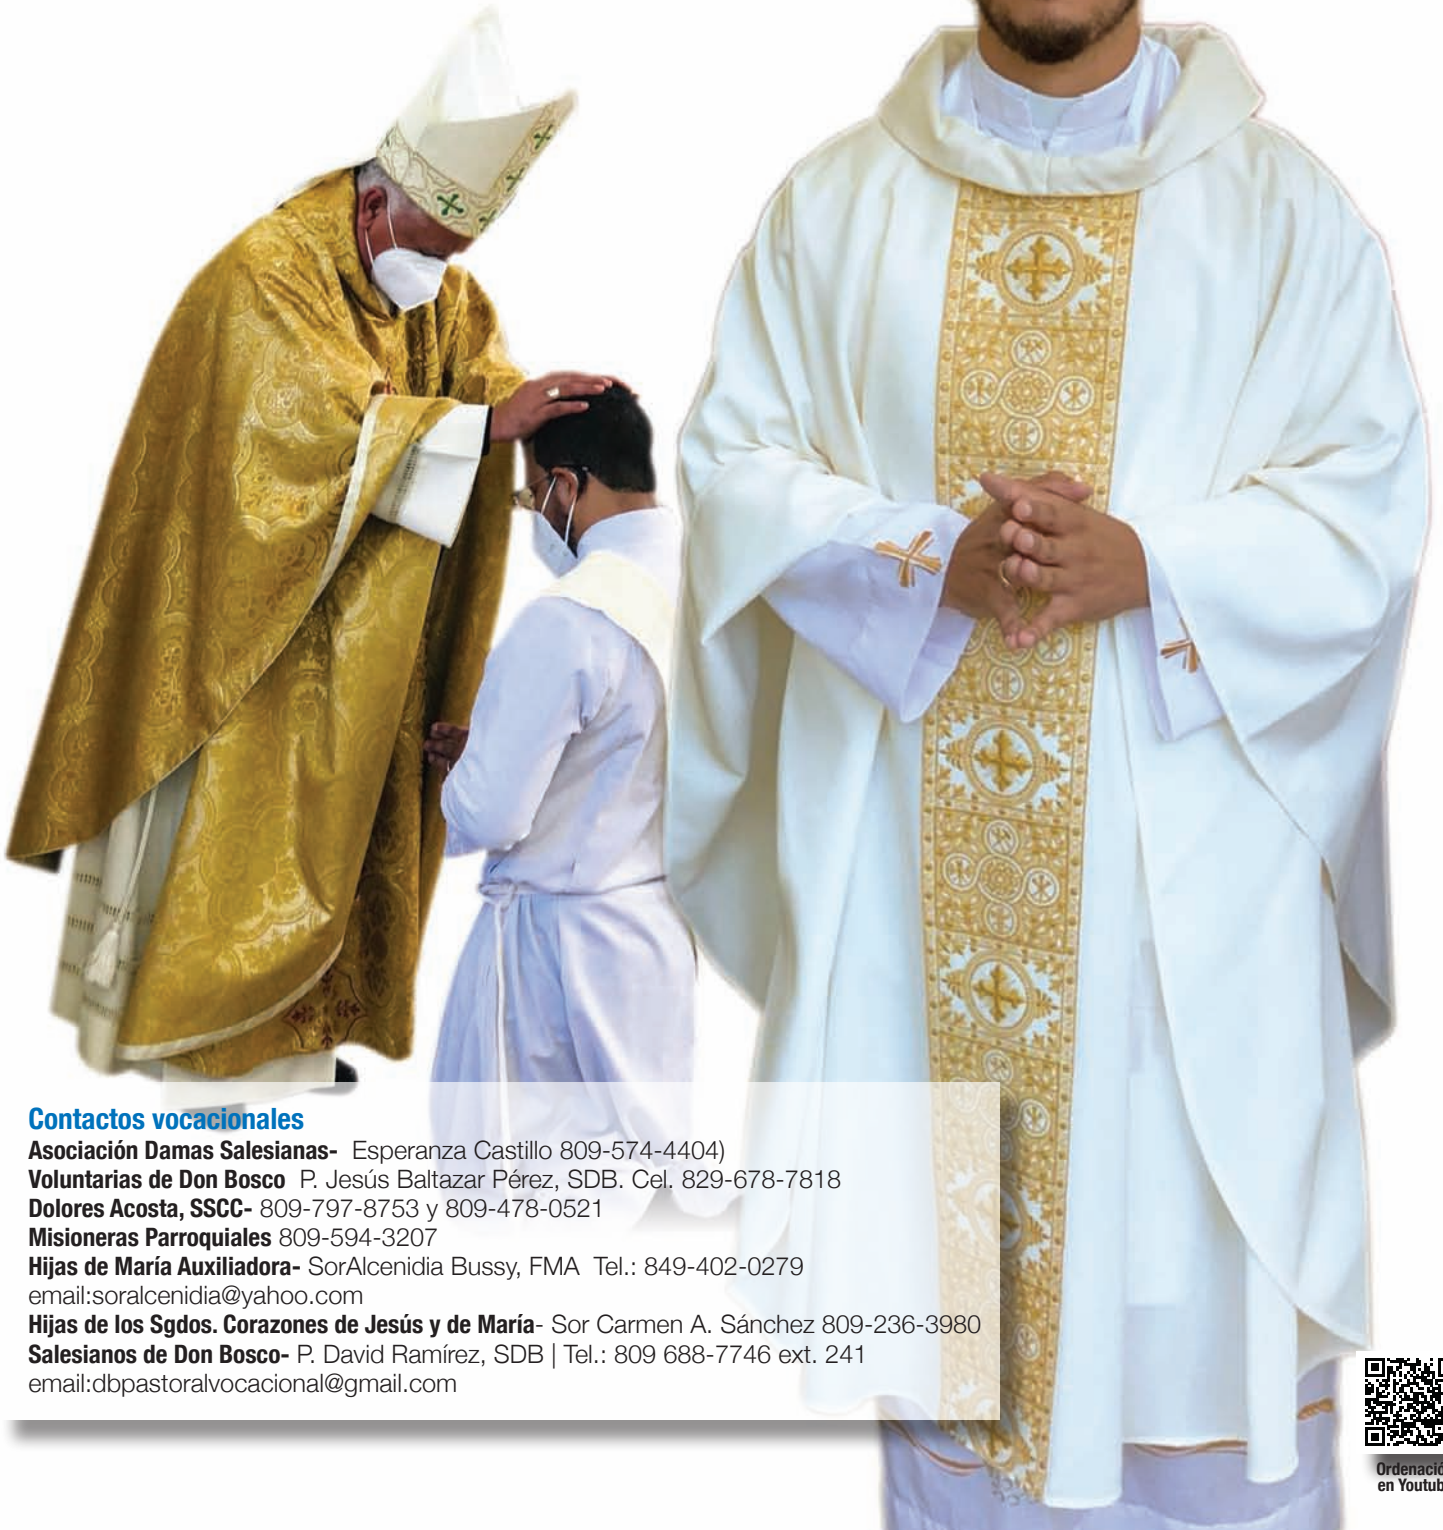 Contactos vocacionales
Asociación Damas Salesianas- Esperanza Castillo 809-574-4404)
Voluntarias de Don Bosco P. Jesús Baltazar Pérez, SDB. Cel. 829-678-7818
Dolores Acosta, SSCC- 809-797-8753 y 809-478-0521
Misioneras Parroquiales 809-594-3207
Hijas de María Auxiliadora- SorAlcenidia Bussy, FMA Tel.: 849-402-0279
email:soralcenidia@yahoo.com
Hijas de los Sgdos. Corazones de Jesús y de María- Sor Carmen A. Sánchez 809-236-3980
Salesianos de Don Bosco- P. David Ramírez, SDB | Tel.: 809 688-7746 ext. 241
email:dbpastoralvocacional@gmail.com
Ordenació
en Youtub